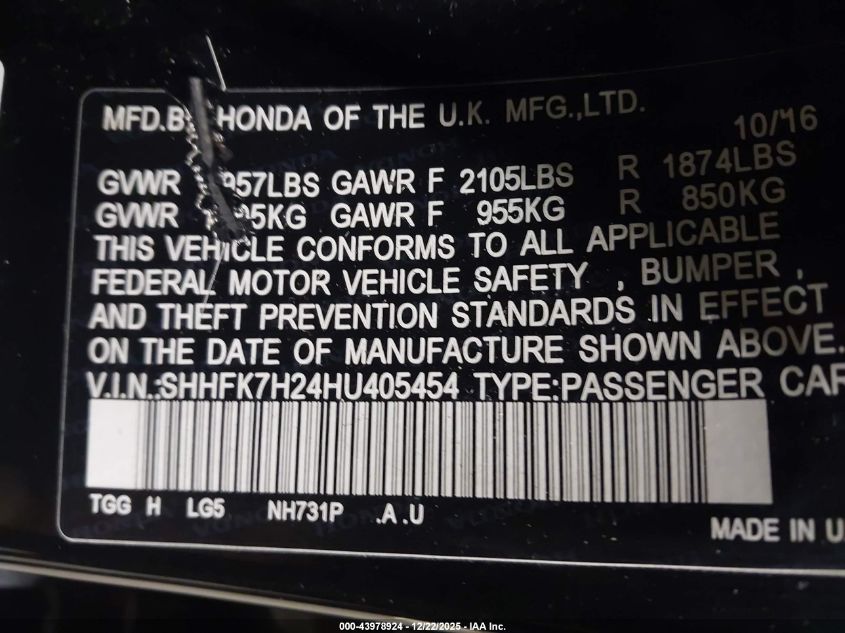 MFD.B HONDA OF THE U.K. MFG.,LTD.
10/16
GVWR 957LBS GAWR F 2105LBS R 1874LBS
GVWR 5KG GAWR F 955KG R 850KG
THIS VEHICLE CONFORMS TO ALL APPLICABLE
FEDERAL MOTOR VEHICLE SAFETY , BUMPER ,
AND THEFT PREVENTION STANDARDS IN EFFECT
ON THE DATE OF MANUFACTURE SHOWN ABOVE.
V.I.N.:SHHFK7H24HU405454 TYPE:PASSENGER CAR
TGG H LG5 NH731P .A.U
MADE IN U
000-43978924 - 12/22/2025 - IAA Inc.